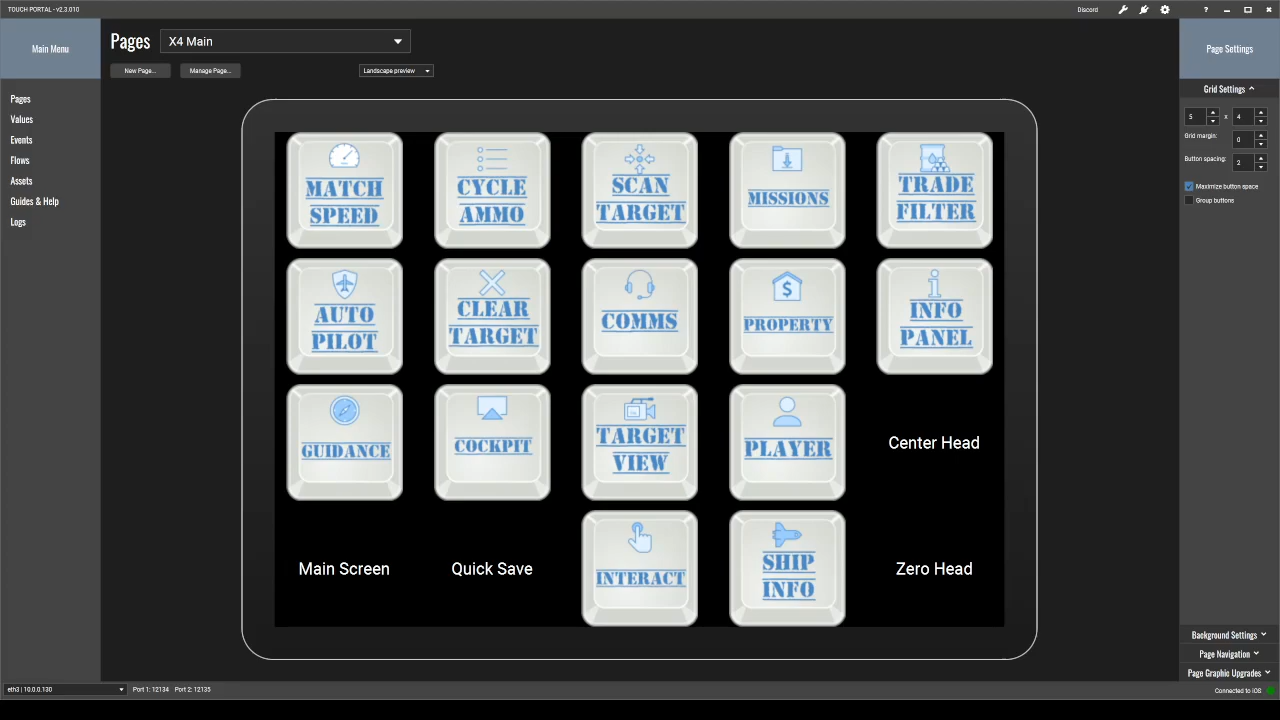 TOUCH PORTAL - v2.3.010
Discord
?
Main Menu
Pages
X4 Main
Page Settings
New Page...
Manage Page...
Landscape preview
Pages
Values
Events
Flows
Assets
Guides & Help
Logs
Grid Settings
5 x 4
Grid margin:
0
Button spacing:
2
Maximize button space
Group buttons
MATCH
SPEED
CYCLE
AMMO
SCAN
TARGET
MISSIONS
TRADE
FILTER
AUTO
PILOT
CLEAR
TARGET
COMMS
$
PROPERTY
INFO
PANEL
GUIDANCE
COCKPIT
TARGET
VIEW
PLAYER
Center Head
Main Screen
Quick Save
INTERACT
SHIP
INFO
Zero Head
Background Settings
Page Navigation
Page Graphic Upgrades
eth3 | 10.0.0.130
Port 1: 12134 Port 2: 12135
Connected to iOS